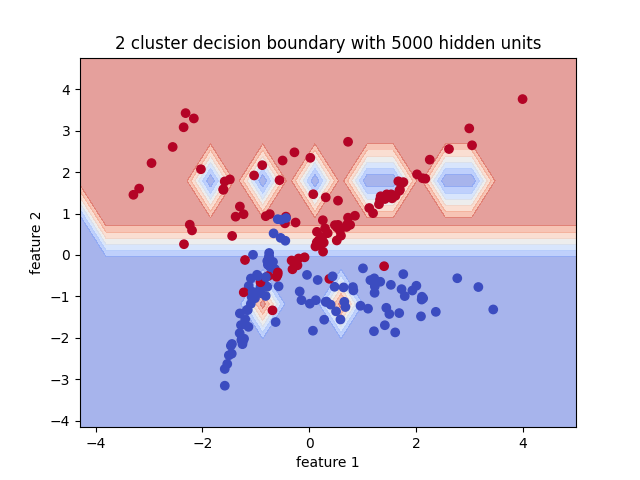 2 cluster decision boundary with 5000 hidden units
4
3
2
1
0
−1
−2
−3
−4
feature 2
−4 −2 0 2 4
feature 1